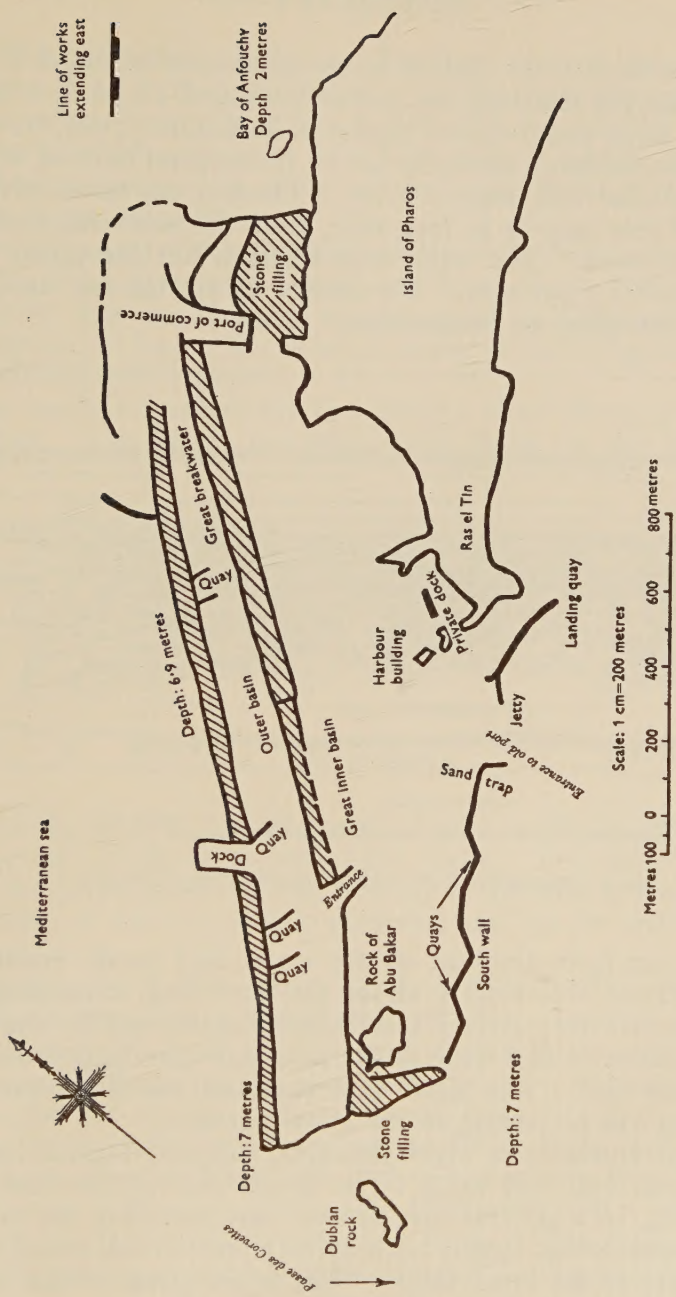 Mediterranean sea
Line of works
extending east
Bay of Anfouchy
Depth 2 metres
Port of commerce
Stone
filling
Island of Pharos
Great breakwater
Quay
Depth: 6·9 metres
Outer basin
Dock
Quay
Quay
Quay
Great inner basin
Entrance
Ras el Tin
Private dock
Harbour
building
Landing quay
Jetty
Entrance to old port
Sand
trap
Quays
South wall
Rock of
Abu Bakar
Depth: 7 metres
Stone
filling
Depth: 7 metres
Dublan
rock
Passe des Corvettes
Metres 100 0 200 400 600 800 metres
Scale: 1 cm=200 metres